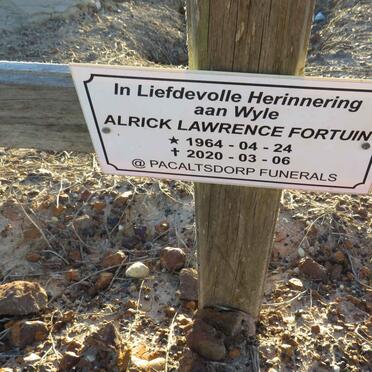 In Liefdevolle Herinnering
aan Wyle
ALRICK LAWRENCE FORTUIN
★ 1964 - 04 - 24
✝ 2020 - 03 - 06
@ PACALTSDORP FUNERALS